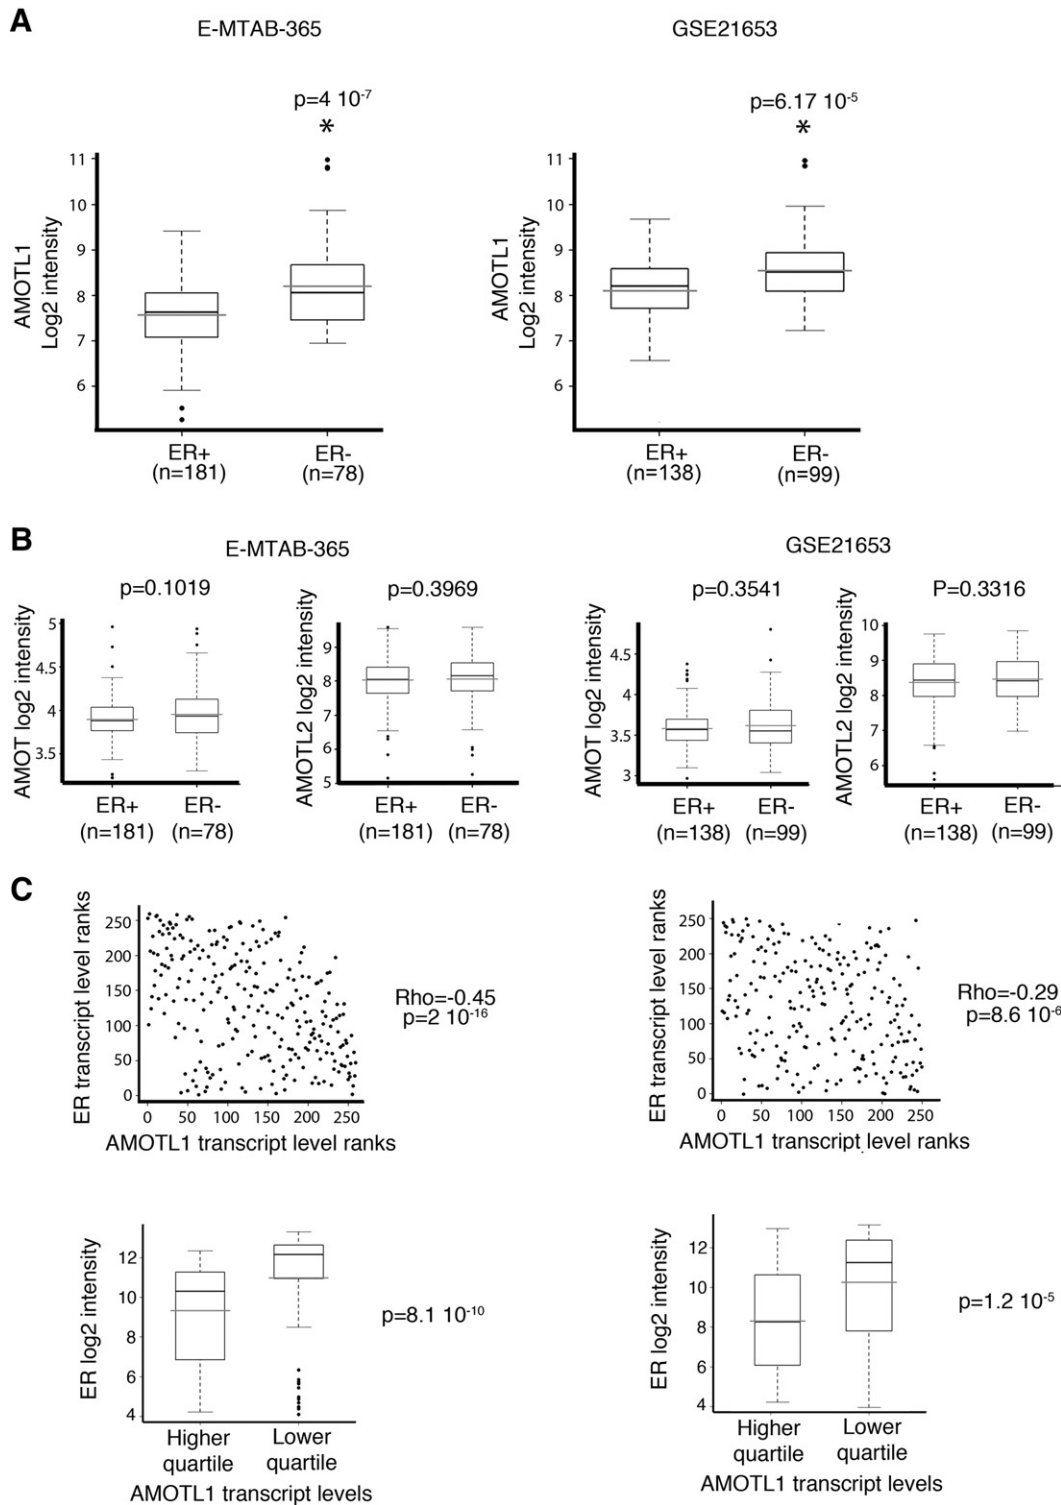 A
E-MTAB-365
GSE21653
p=4 10-7
*
p=6.17 10-5
*
AMOTL1
Log2 intensity
11
10
9
8
7
6
ER+
(n=181)
ER-
(n=78)
AMOTL1
Log2 intensity
11
10
9
8
7
6
ER+
(n=138)
ER-
(n=99)
B
E-MTAB-365
GSE21653
p=0.1019
AMOT log2 intensity
5
4.5
4
3.5
ER+
(n=181)
ER-
(n=78)
p=0.3969
AMOTL2 log2 intensity
9
8
7
6
5
ER+
(n=181)
ER-
(n=78)
p=0.3541
AMOT log2 intensity
4.5
4
3.5
3
ER+
(n=138)
ER-
(n=99)
P=0.3316
AMOTL2 log2 intensity
10
9
8
7
6
ER+
(n=138)
ER-
(n=99)
C
ER transcript level ranks
250
200
150
100
50
0
0 50 100 150 200 250
AMOTL1 transcript level ranks
Rho=-0.45
p=2 10-16
ER transcript level ranks
250
200
150
100
50
0
0 50 100 150 200 250
AMOTL1 transcript level ranks
Rho=-0.29
p=8.6 10-6
ER log2 intensity
12
10
8
6
4
Higher
quartile
Lower
quartile
AMOTL1 transcript levels
p=8.1 10-10
ER log2 intensity
12
10
8
6
4
Higher
quartile
Lower
quartile
AMOTL1 transcript levels
p=1.2 10-5